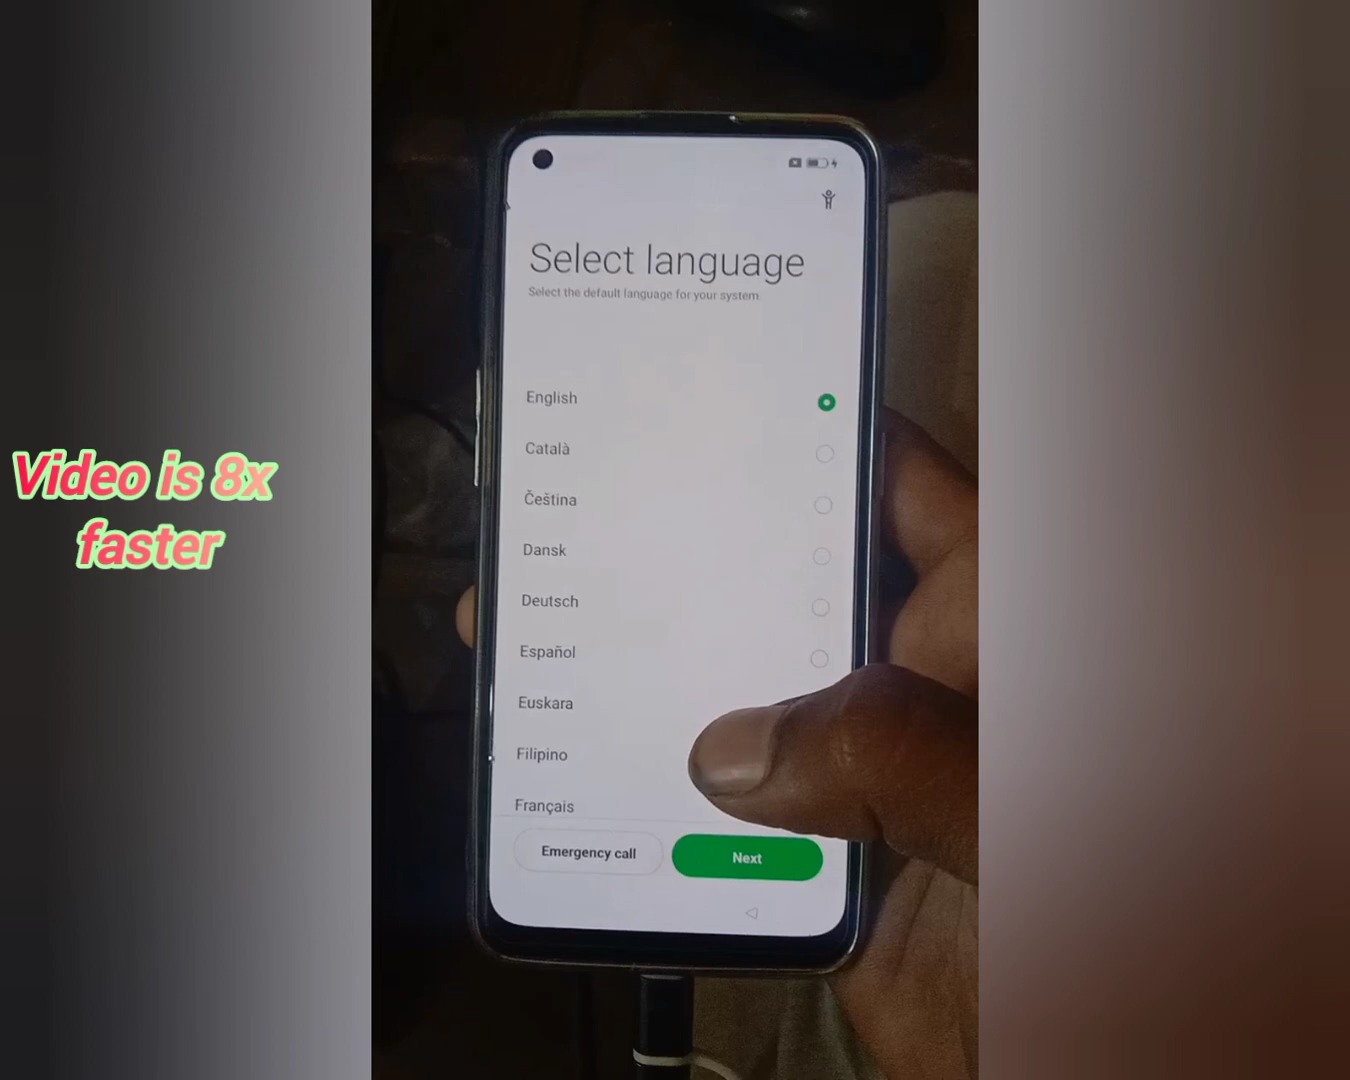 Select language
Select the default language for your system
English
Català
Čeština
Dansk
Deutsch
Español
Euskara
Filipino
Français
Emergency call
Next
Video is 8x
faster